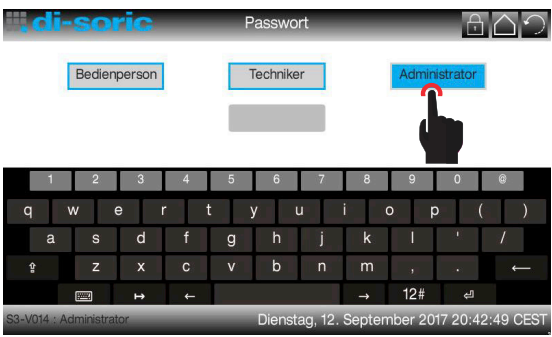 di-soric Passwort
Bedienperson Techniker Administrator
1 2 3 4 5 6 7 8 9 0 @
q w e r t y u i o p ( )
a s d f g h j k l ' /
⇧ z x c v b n m , . ←
↦ ← → 12# ⏎
S3-V014 : Administrator Dienstag, 12. September 2017 20:42:49 CEST